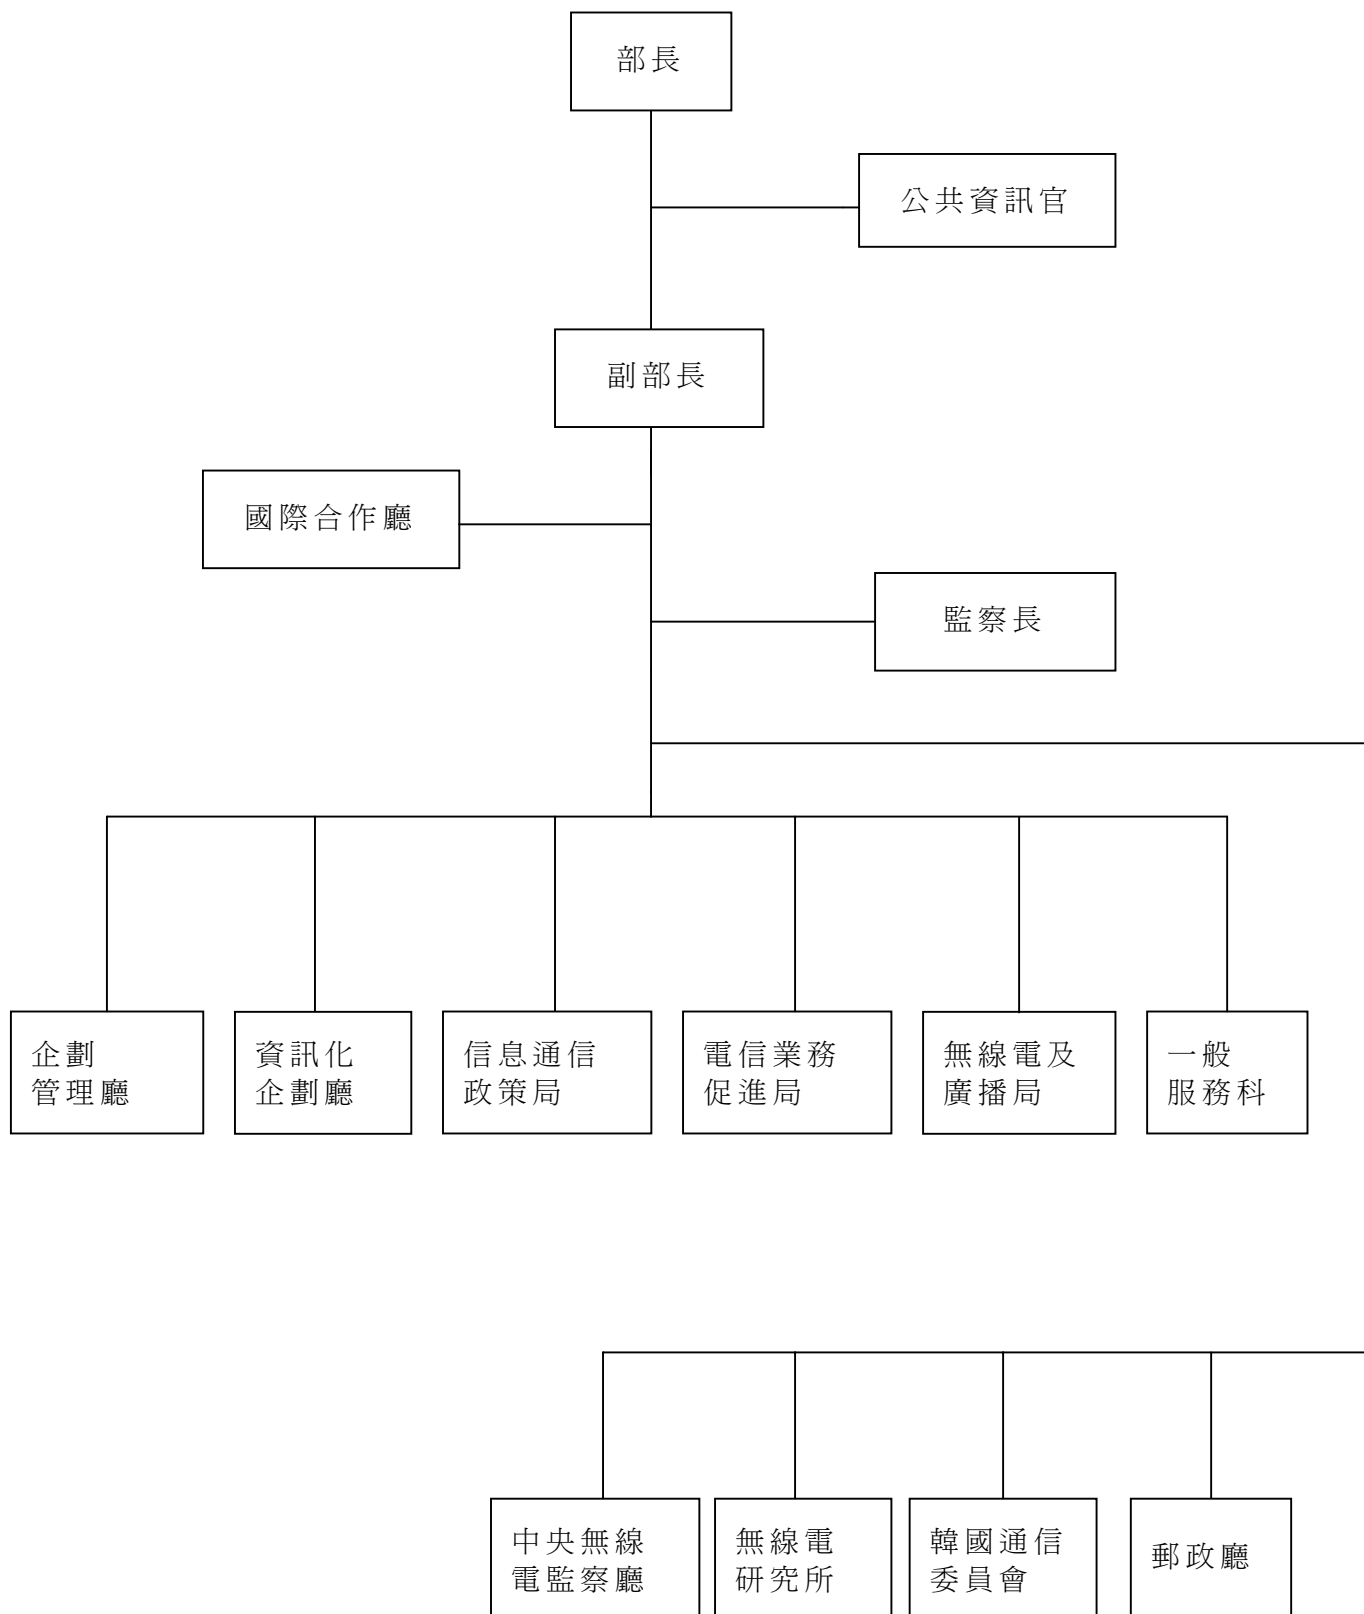 部長
公共資訊官
副部長
國際合作廳
監察長
企劃
管理廳
資訊化
企劃廳
信息通信
政策局
電信業務
促進局
無線電及
廣播局
一般
服務科
中央無線
電監察廳
無線電
研究所
韓國通信
委員會
郵政廳